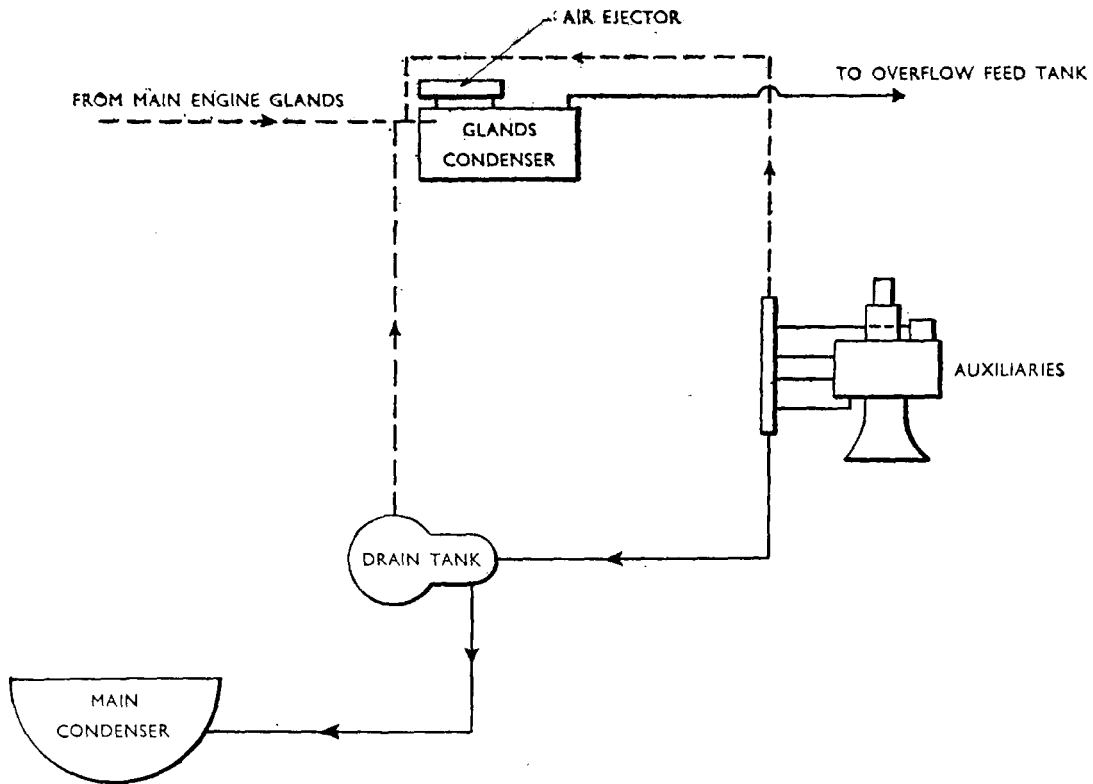 AIR EJECTOR
TO OVERFLOW FEED TANK
FROM MAIN ENGINE GLANDS
GLANDS
CONDENSER
AUXILIARIES
DRAIN TANK
MAIN
CONDENSER